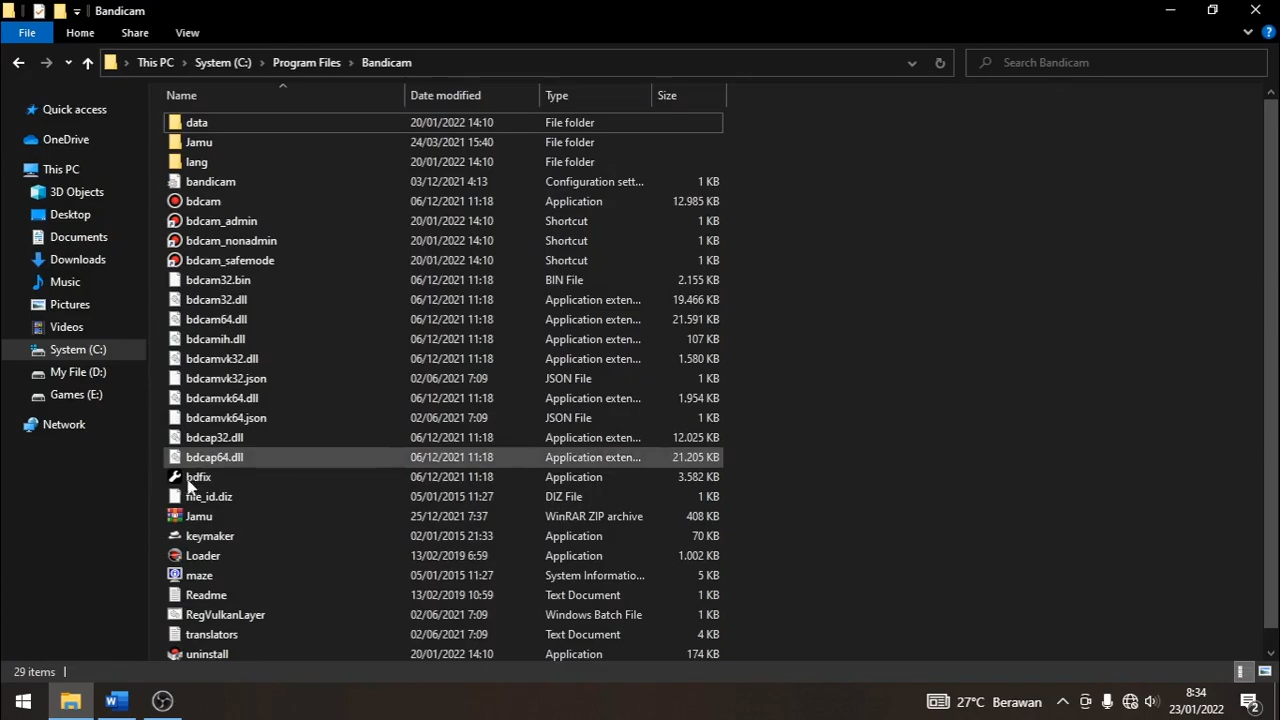 Bandicam
File Home Share View
This PC System (C:) Program Files Bandicam Search Bandicam
Name Date modified Type Size
Quick access
OneDrive
This PC
3D Objects
Desktop
Documents
Downloads
Music
Pictures
Videos
System (C:)
My File (D:)
Games (E:)
Network
data 20/01/2022 14:10 File folder
Jamu 24/03/2021 15:40 File folder
lang 20/01/2022 14:10 File folder
bandicam 03/12/2021 4:13 Configuration sett... 1 KB
bdcam 06/12/2021 11:18 Application 12.985 KB
bdcam_admin 20/01/2022 14:10 Shortcut 1 KB
bdcam_nonadmin 20/01/2022 14:10 Shortcut 1 KB
bdcam_safemode 20/01/2022 14:10 Shortcut 1 KB
bdcam32.bin 06/12/2021 11:18 BIN File 2.155 KB
bdcam32.dll 06/12/2021 11:18 Application exten... 19.466 KB
bdcam64.dll 06/12/2021 11:18 Application exten... 21.591 KB
bdcamih.dll 06/12/2021 11:18 Application exten... 107 KB
bdcamvk32.dll 06/12/2021 11:18 Application exten... 1.580 KB
bdcamvk32.json 02/06/2021 7:09 JSON File 1 KB
bdcamvk64.dll 06/12/2021 11:18 Application exten... 1.954 KB
bdcamvk64.json 02/06/2021 7:09 JSON File 1 KB
bdcap32.dll 06/12/2021 11:18 Application exten... 12.025 KB
bdcap64.dll 06/12/2021 11:18 Application exten... 21.205 KB
bdfix 06/12/2021 11:18 Application 3.582 KB
file_id.diz 05/01/2015 11:27 DIZ File 1 KB
Jamu 25/12/2021 7:37 WinRAR ZIP archive 408 KB
keymaker 02/01/2015 21:33 Application 70 KB
Loader 13/02/2019 6:59 Application 1.002 KB
maze 05/01/2015 11:27 System Informatio... 5 KB
Readme 13/02/2019 10:59 Text Document 1 KB
RegVulkanLayer 02/06/2021 7:09 Windows Batch File 1 KB
translators 02/06/2021 7:09 Text Document 4 KB
uninstall 20/01/2022 14:10 Application 174 KB
29 items
27°C Berawan
8:34
23/01/2022
2